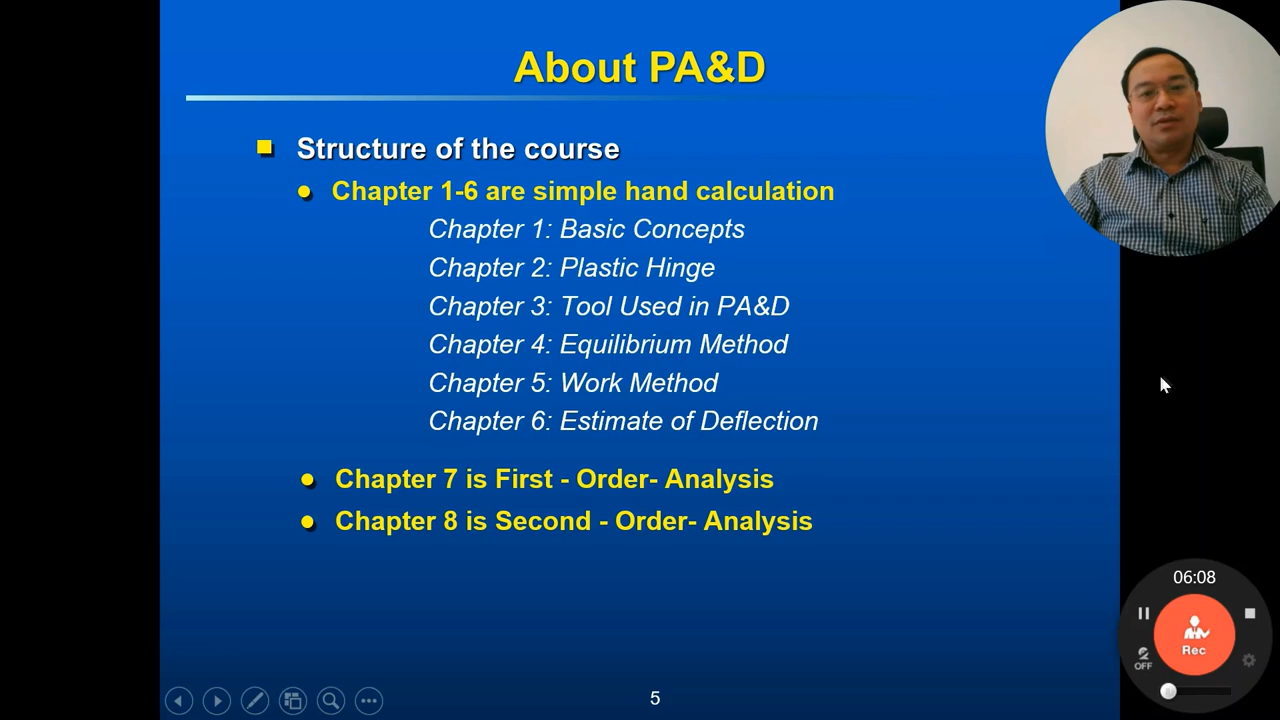 About PA&D
Structure of the course
Chapter 1-6 are simple hand calculation
Chapter 1: Basic Concepts
Chapter 2: Plastic Hinge
Chapter 3: Tool Used in PA&D
Chapter 4: Equilibrium Method
Chapter 5: Work Method
Chapter 6: Estimate of Deflection
Chapter 7 is First - Order- Analysis
Chapter 8 is Second - Order- Analysis
06:08
Rec
OFF
5